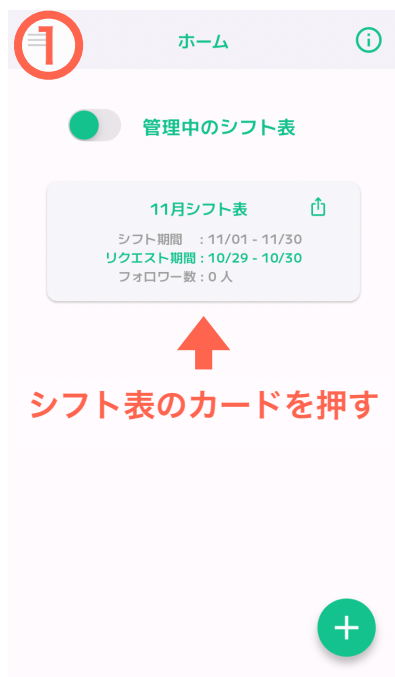 1
ホーム
管理中のシフト表
11月シフト表
シフト期間 : 11/01 - 11/30
リクエスト期間 : 10/29 - 10/30
フォロワー数 : 0 人
シフト表のカードを押す